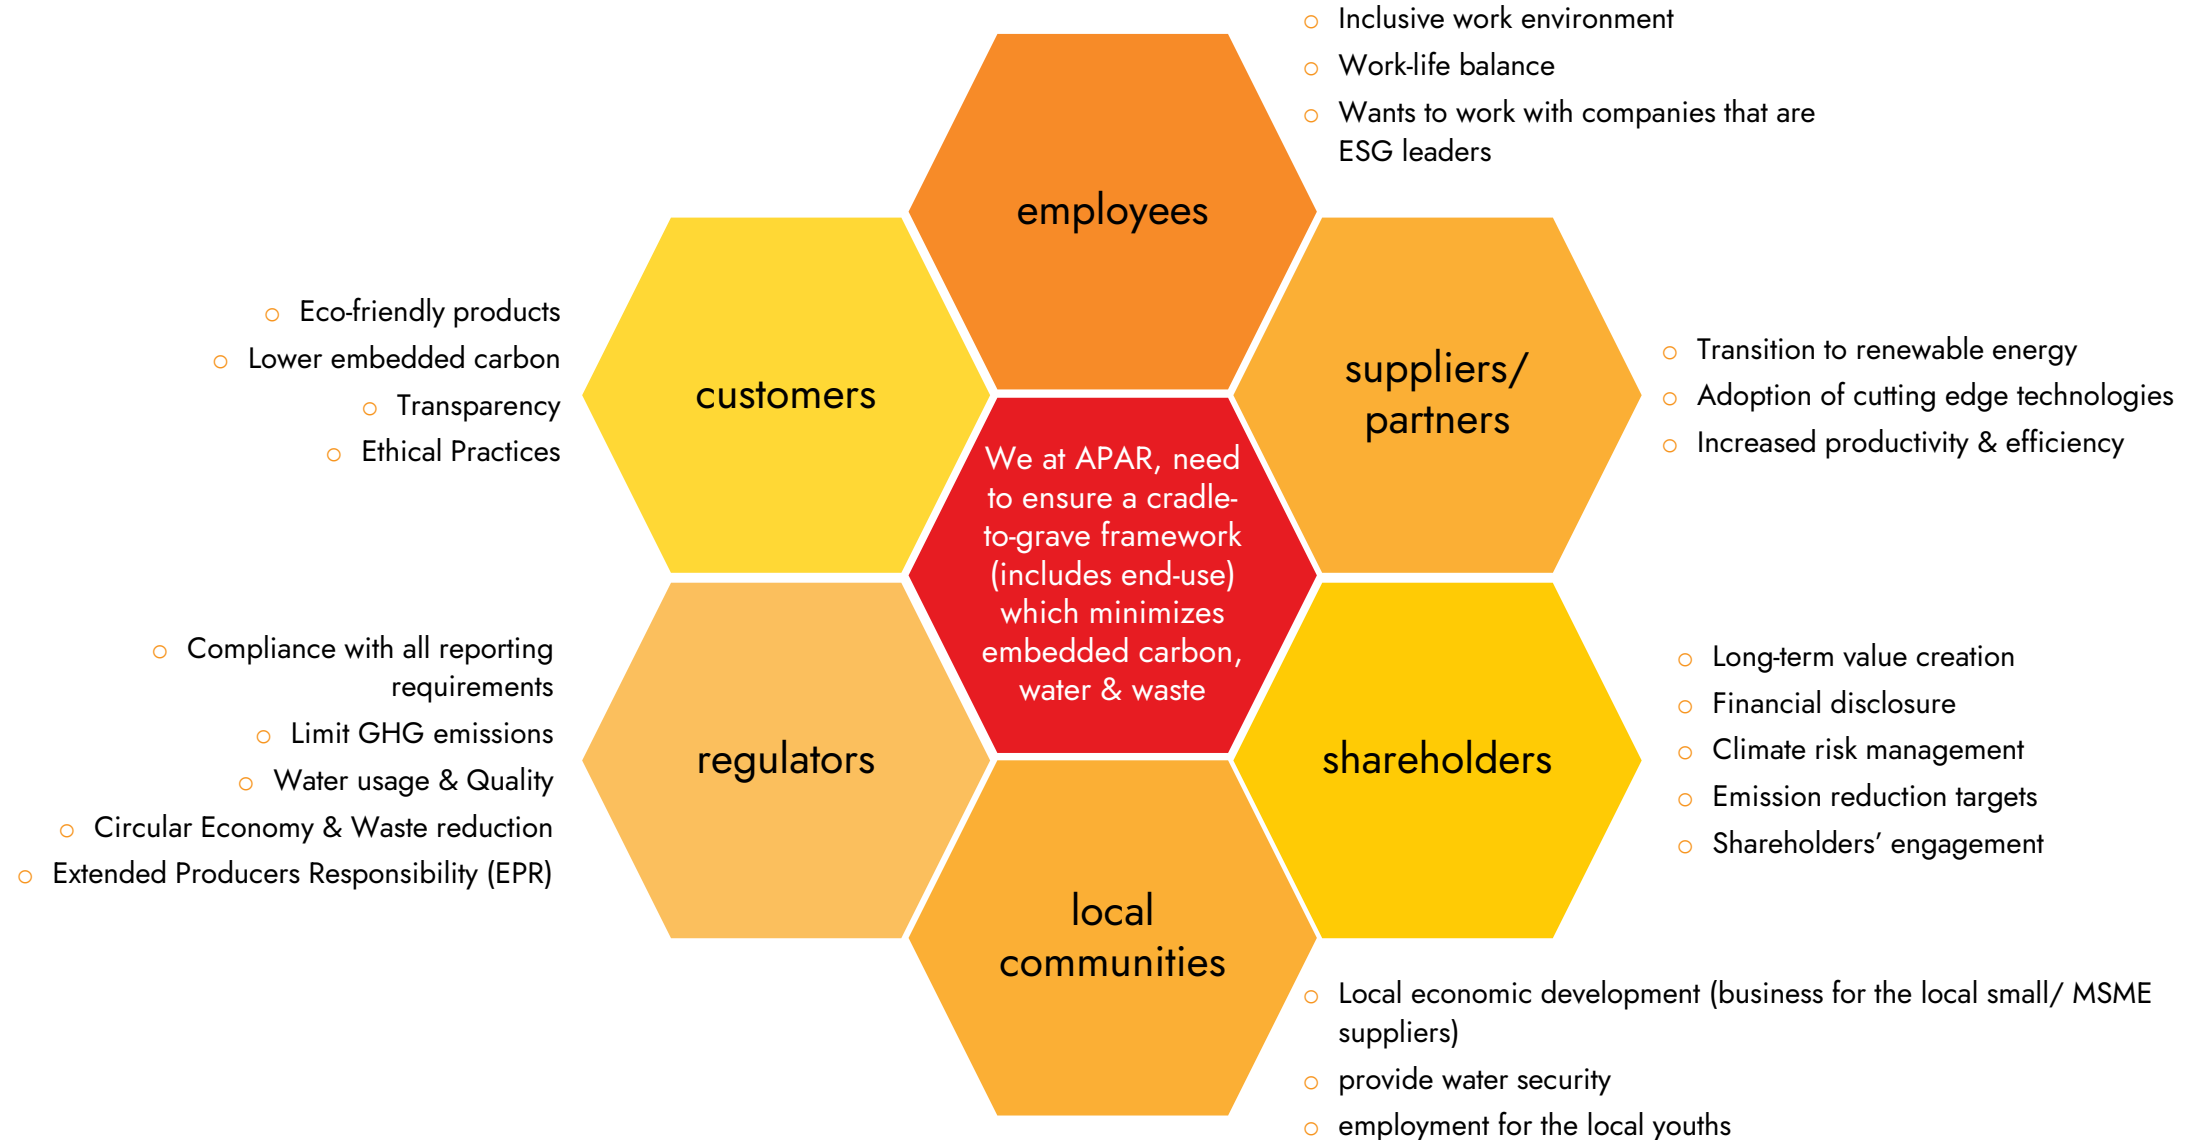 Inclusive work environment
Work-life balance
Wants to work with companies that are
ESG leaders
employees
Eco-friendly products
Lower embedded carbon
Transparency
Ethical Practices
customers
suppliers/
partners
Transition to renewable energy
Adoption of cutting edge technologies
Increased productivity & efficiency
We at APAR, need
to ensure a cradle-
to-grave framework
(includes end-use)
which minimizes
embedded carbon,
water & waste
Compliance with all reporting
requirements
Limit GHG emissions
Water usage & Quality
Circular Economy & Waste reduction
Extended Producers Responsibility (EPR)
regulators
shareholders
Long-term value creation
Financial disclosure
Climate risk management
Emission reduction targets
Shareholders’ engagement
local
communities
Local economic development (business for the local small/ MSME
suppliers)
provide water security
employment for the local youths